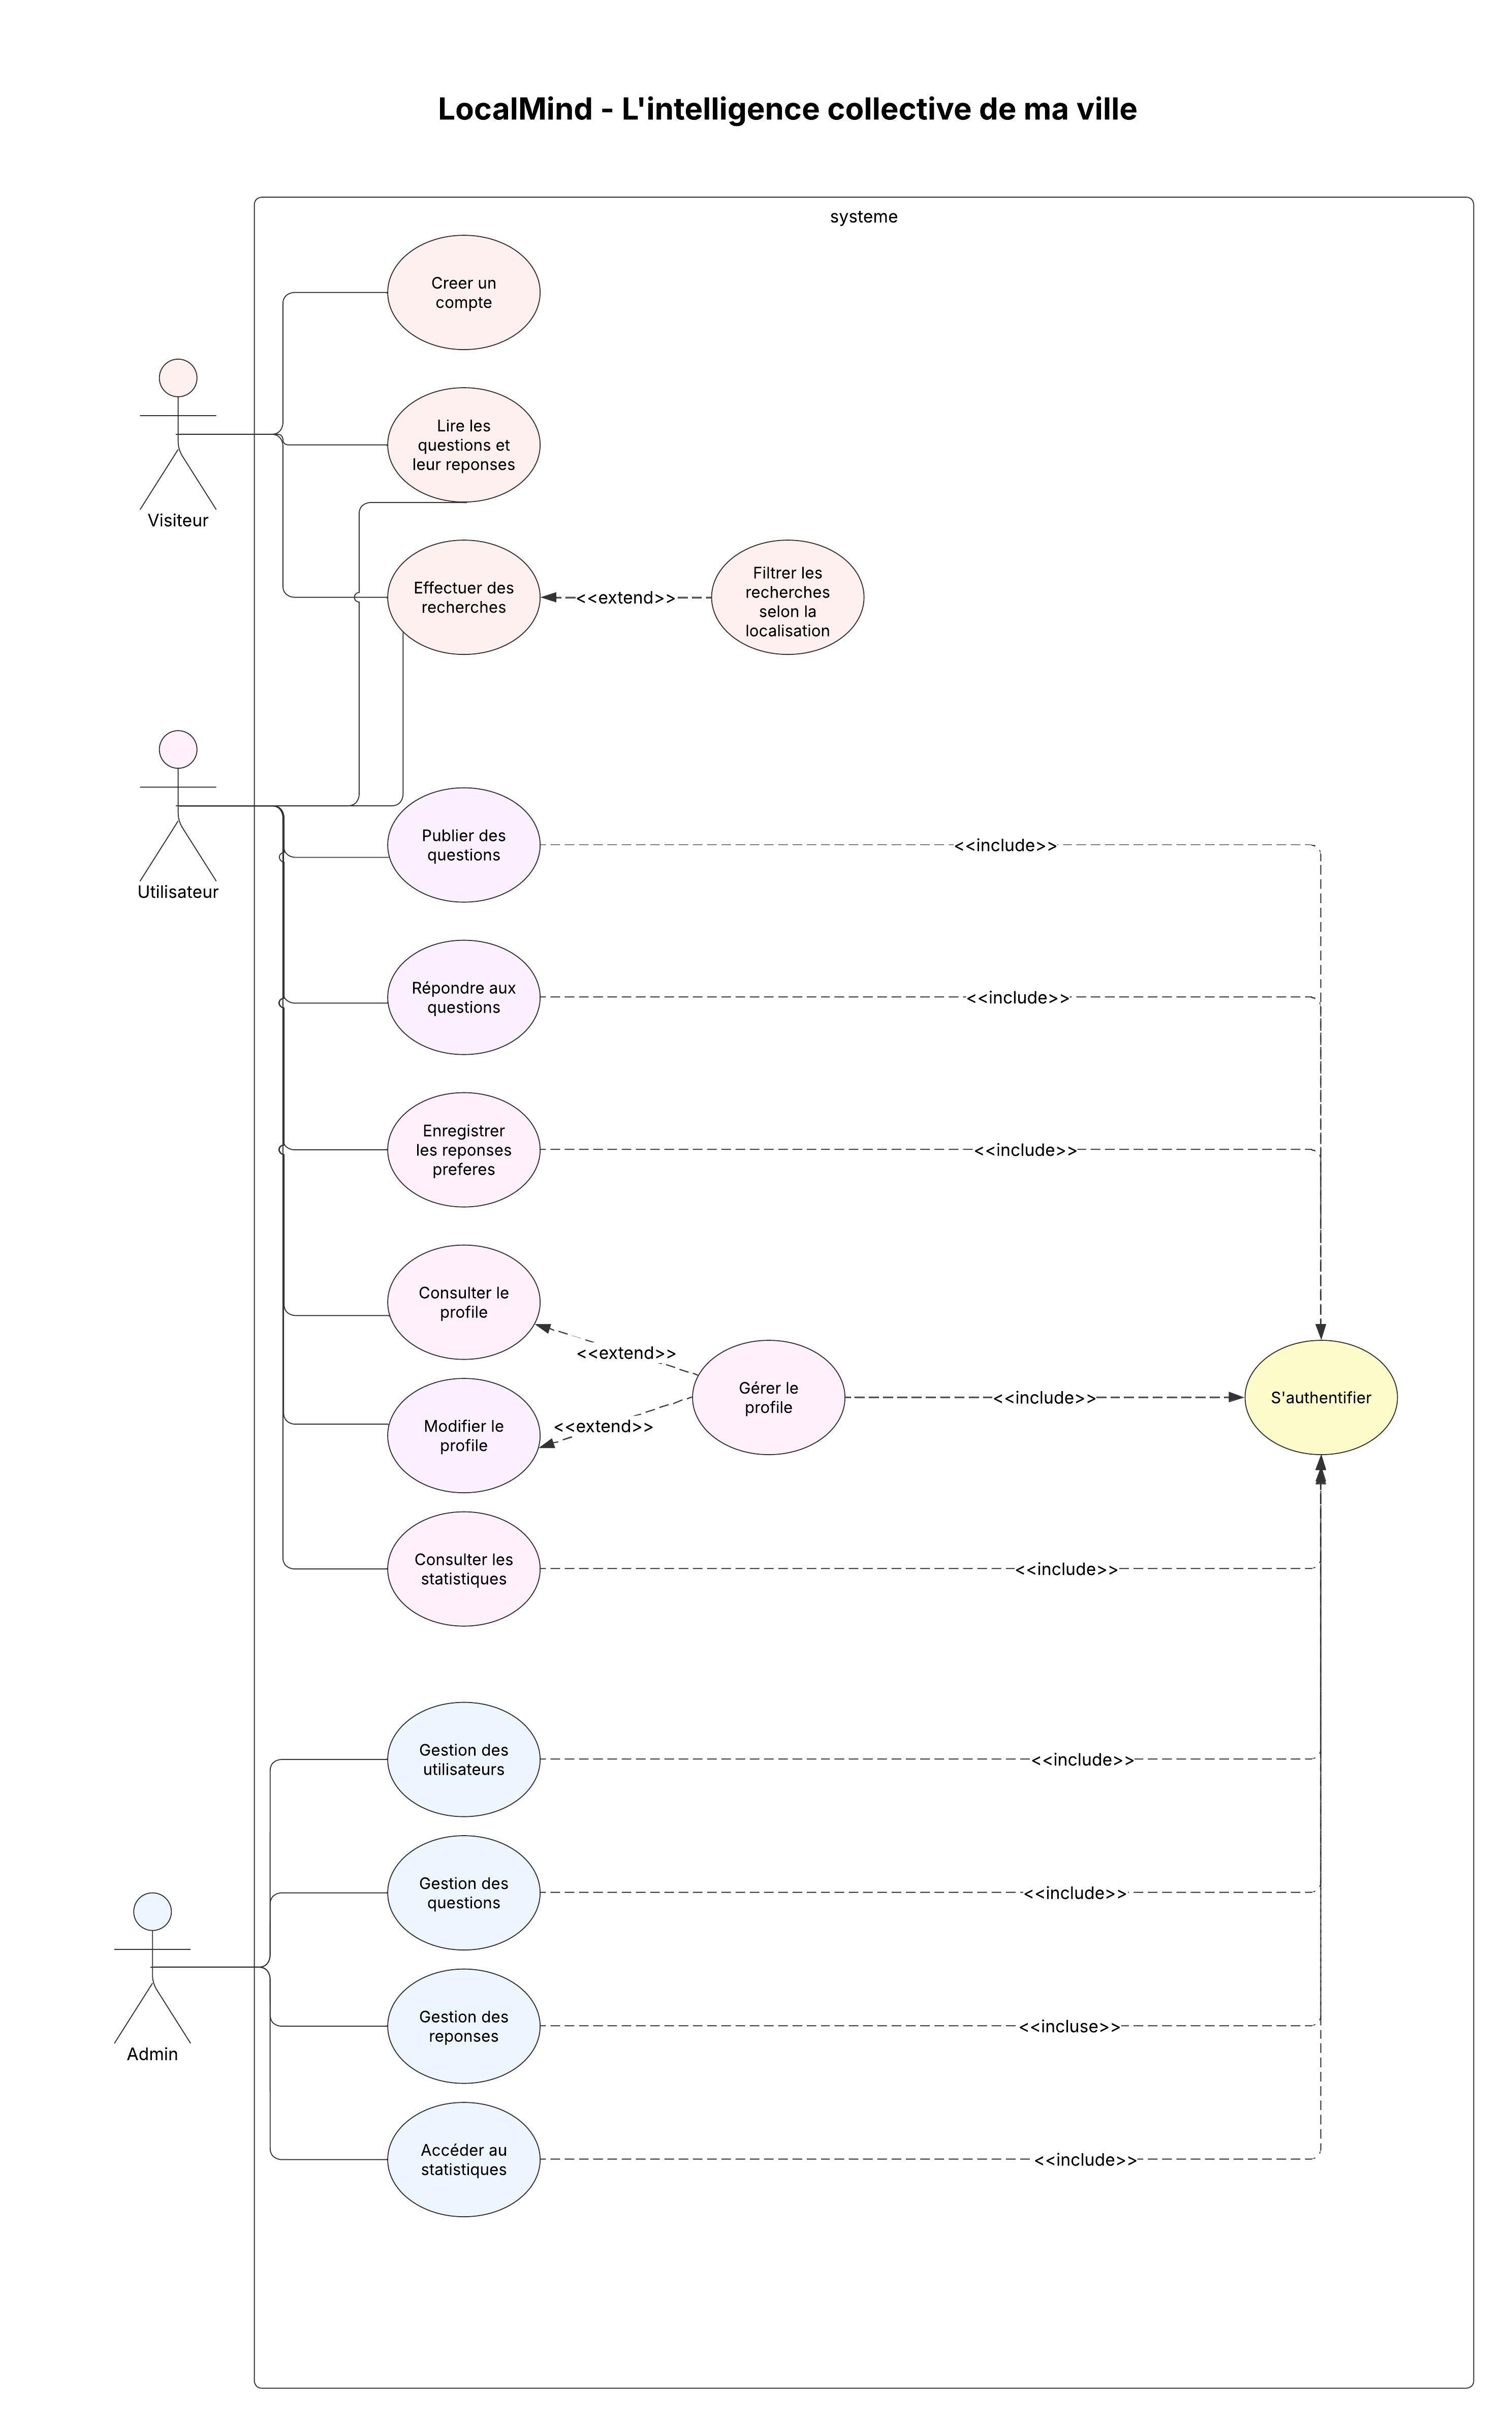 LocalMind - L'intelligence collective de ma ville
systeme
Creer un
compte
Lire les
questions et
leur reponses
Visiteur
Effectuer des
recherches
<<extend>>
Filtrer les
recherches
selon la
localisation
Utilisateur
Publier des
questions
<<include>>
Répondre aux
questions
<<include>>
Enregistrer
les reponses
preferes
<<include>>
Consulter le
profile
<<extend>>
Gérer le
profile
<<include>>
S'authentifier
Modifier le
profile
<<extend>>
Consulter les
statistiques
<<include>>
Gestion des
utilisateurs
<<include>>
Gestion des
questions
<<include>>
Admin
Gestion des
reponses
<<incluse>>
Accéder au
statistiques
<<include>>